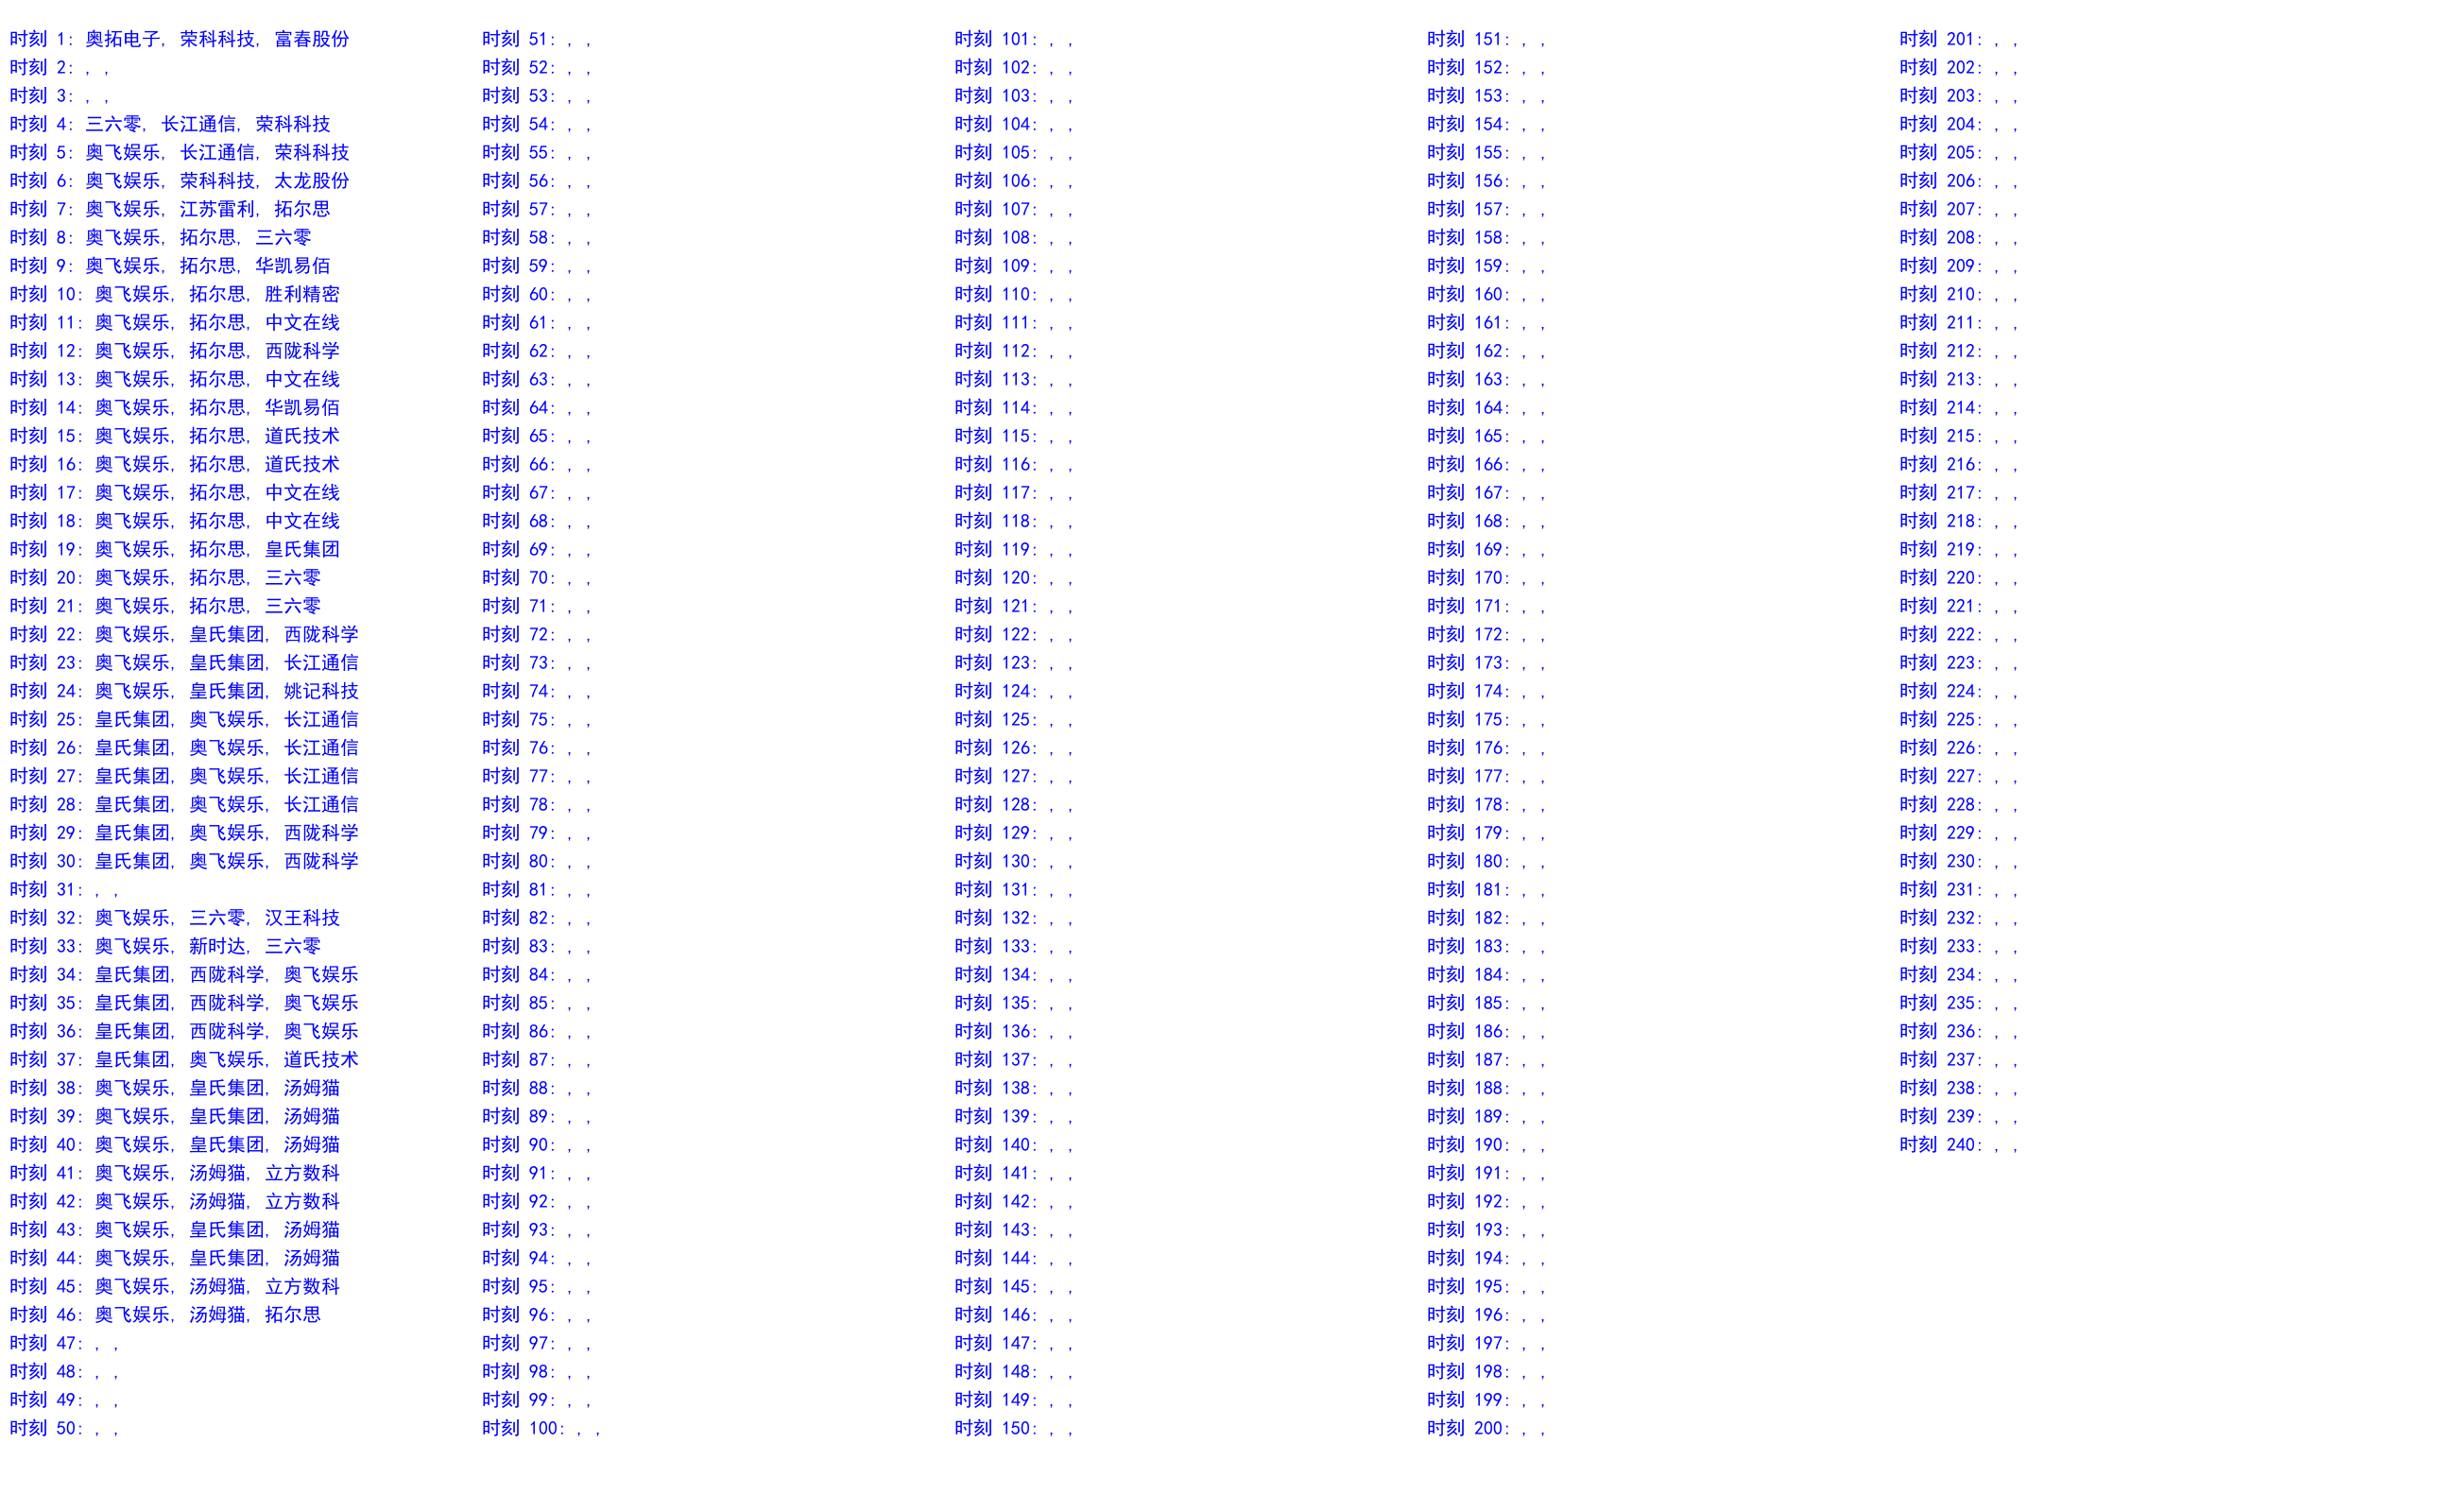 时刻 1: 奥拓电子, 荣科科技, 富春股份
时刻 2: , ,
时刻 3: , ,
时刻 4: 三六零, 长江通信, 荣科科技
时刻 5: 奥飞娱乐, 长江通信, 荣科科技
时刻 6: 奥飞娱乐, 荣科科技, 太龙股份
时刻 7: 奥飞娱乐, 江苏雷利, 拓尔思
时刻 8: 奥飞娱乐, 拓尔思, 三六零
时刻 9: 奥飞娱乐, 拓尔思, 华凯易佰
时刻 10: 奥飞娱乐, 拓尔思, 胜利精密
时刻 11: 奥飞娱乐, 拓尔思, 中文在线
时刻 12: 奥飞娱乐, 拓尔思, 西陇科学
时刻 13: 奥飞娱乐, 拓尔思, 中文在线
时刻 14: 奥飞娱乐, 拓尔思, 华凯易佰
时刻 15: 奥飞娱乐, 拓尔思, 道氏技术
时刻 16: 奥飞娱乐, 拓尔思, 道氏技术
时刻 17: 奥飞娱乐, 拓尔思, 中文在线
时刻 18: 奥飞娱乐, 拓尔思, 中文在线
时刻 19: 奥飞娱乐, 拓尔思, 皇氏集团
时刻 20: 奥飞娱乐, 拓尔思, 三六零
时刻 21: 奥飞娱乐, 拓尔思, 三六零
时刻 22: 奥飞娱乐, 皇氏集团, 西陇科学
时刻 23: 奥飞娱乐, 皇氏集团, 长江通信
时刻 24: 奥飞娱乐, 皇氏集团, 姚记科技
时刻 25: 皇氏集团, 奥飞娱乐, 长江通信
时刻 26: 皇氏集团, 奥飞娱乐, 长江通信
时刻 27: 皇氏集团, 奥飞娱乐, 长江通信
时刻 28: 皇氏集团, 奥飞娱乐, 长江通信
时刻 29: 皇氏集团, 奥飞娱乐, 西陇科学
时刻 30: 皇氏集团, 奥飞娱乐, 西陇科学
时刻 31: , ,
时刻 32: 奥飞娱乐, 三六零, 汉王科技
时刻 33: 奥飞娱乐, 新时达, 三六零
时刻 34: 皇氏集团, 西陇科学, 奥飞娱乐
时刻 35: 皇氏集团, 西陇科学, 奥飞娱乐
时刻 36: 皇氏集团, 西陇科学, 奥飞娱乐
时刻 37: 皇氏集团, 奥飞娱乐, 道氏技术
时刻 38: 奥飞娱乐, 皇氏集团, 汤姆猫
时刻 39: 奥飞娱乐, 皇氏集团, 汤姆猫
时刻 40: 奥飞娱乐, 皇氏集团, 汤姆猫
时刻 41: 奥飞娱乐, 汤姆猫, 立方数科
时刻 42: 奥飞娱乐, 汤姆猫, 立方数科
时刻 43: 奥飞娱乐, 皇氏集团, 汤姆猫
时刻 44: 奥飞娱乐, 皇氏集团, 汤姆猫
时刻 45: 奥飞娱乐, 汤姆猫, 立方数科
时刻 46: 奥飞娱乐, 汤姆猫, 拓尔思
时刻 47: , ,
时刻 48: , ,
时刻 49: , ,
时刻 50: , ,
时刻 51: , ,
时刻 52: , ,
时刻 53: , ,
时刻 54: , ,
时刻 55: , ,
时刻 56: , ,
时刻 57: , ,
时刻 58: , ,
时刻 59: , ,
时刻 60: , ,
时刻 61: , ,
时刻 62: , ,
时刻 63: , ,
时刻 64: , ,
时刻 65: , ,
时刻 66: , ,
时刻 67: , ,
时刻 68: , ,
时刻 69: , ,
时刻 70: , ,
时刻 71: , ,
时刻 72: , ,
时刻 73: , ,
时刻 74: , ,
时刻 75: , ,
时刻 76: , ,
时刻 77: , ,
时刻 78: , ,
时刻 79: , ,
时刻 80: , ,
时刻 81: , ,
时刻 82: , ,
时刻 83: , ,
时刻 84: , ,
时刻 85: , ,
时刻 86: , ,
时刻 87: , ,
时刻 88: , ,
时刻 89: , ,
时刻 90: , ,
时刻 91: , ,
时刻 92: , ,
时刻 93: , ,
时刻 94: , ,
时刻 95: , ,
时刻 96: , ,
时刻 97: , ,
时刻 98: , ,
时刻 99: , ,
时刻 100: , ,
时刻 101: , ,
时刻 102: , ,
时刻 103: , ,
时刻 104: , ,
时刻 105: , ,
时刻 106: , ,
时刻 107: , ,
时刻 108: , ,
时刻 109: , ,
时刻 110: , ,
时刻 111: , ,
时刻 112: , ,
时刻 113: , ,
时刻 114: , ,
时刻 115: , ,
时刻 116: , ,
时刻 117: , ,
时刻 118: , ,
时刻 119: , ,
时刻 120: , ,
时刻 121: , ,
时刻 122: , ,
时刻 123: , ,
时刻 124: , ,
时刻 125: , ,
时刻 126: , ,
时刻 127: , ,
时刻 128: , ,
时刻 129: , ,
时刻 130: , ,
时刻 131: , ,
时刻 132: , ,
时刻 133: , ,
时刻 134: , ,
时刻 135: , ,
时刻 136: , ,
时刻 137: , ,
时刻 138: , ,
时刻 139: , ,
时刻 140: , ,
时刻 141: , ,
时刻 142: , ,
时刻 143: , ,
时刻 144: , ,
时刻 145: , ,
时刻 146: , ,
时刻 147: , ,
时刻 148: , ,
时刻 149: , ,
时刻 150: , ,
时刻 151: , ,
时刻 152: , ,
时刻 153: , ,
时刻 154: , ,
时刻 155: , ,
时刻 156: , ,
时刻 157: , ,
时刻 158: , ,
时刻 159: , ,
时刻 160: , ,
时刻 161: , ,
时刻 162: , ,
时刻 163: , ,
时刻 164: , ,
时刻 165: , ,
时刻 166: , ,
时刻 167: , ,
时刻 168: , ,
时刻 169: , ,
时刻 170: , ,
时刻 171: , ,
时刻 172: , ,
时刻 173: , ,
时刻 174: , ,
时刻 175: , ,
时刻 176: , ,
时刻 177: , ,
时刻 178: , ,
时刻 179: , ,
时刻 180: , ,
时刻 181: , ,
时刻 182: , ,
时刻 183: , ,
时刻 184: , ,
时刻 185: , ,
时刻 186: , ,
时刻 187: , ,
时刻 188: , ,
时刻 189: , ,
时刻 190: , ,
时刻 191: , ,
时刻 192: , ,
时刻 193: , ,
时刻 194: , ,
时刻 195: , ,
时刻 196: , ,
时刻 197: , ,
时刻 198: , ,
时刻 199: , ,
时刻 200: , ,
时刻 201: , ,
时刻 202: , ,
时刻 203: , ,
时刻 204: , ,
时刻 205: , ,
时刻 206: , ,
时刻 207: , ,
时刻 208: , ,
时刻 209: , ,
时刻 210: , ,
时刻 211: , ,
时刻 212: , ,
时刻 213: , ,
时刻 214: , ,
时刻 215: , ,
时刻 216: , ,
时刻 217: , ,
时刻 218: , ,
时刻 219: , ,
时刻 220: , ,
时刻 221: , ,
时刻 222: , ,
时刻 223: , ,
时刻 224: , ,
时刻 225: , ,
时刻 226: , ,
时刻 227: , ,
时刻 228: , ,
时刻 229: , ,
时刻 230: , ,
时刻 231: , ,
时刻 232: , ,
时刻 233: , ,
时刻 234: , ,
时刻 235: , ,
时刻 236: , ,
时刻 237: , ,
时刻 238: , ,
时刻 239: , ,
时刻 240: , ,